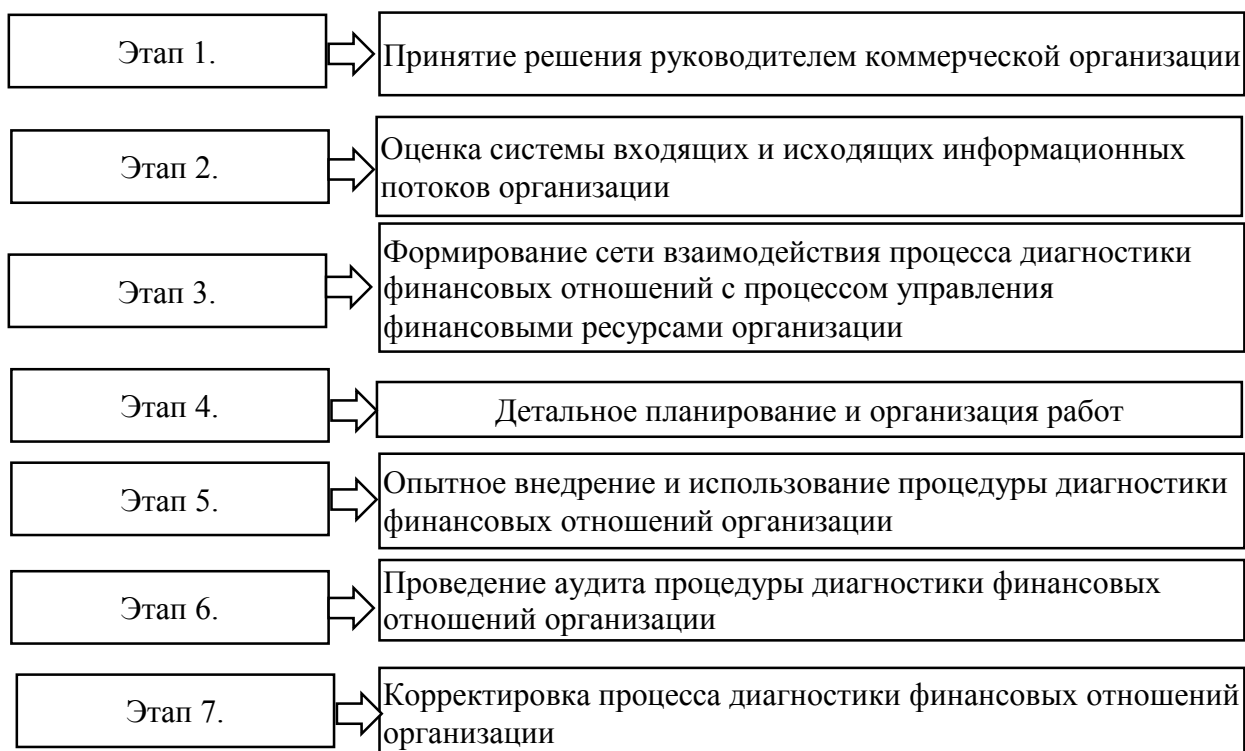 Этап 1.
Принятие решения руководителем коммерческой организации
Этап 2.
Оценка системы входящих и исходящих информационных
потоков организации
Этап 3.
Формирование сети взаимодействия процесса диагностики
финансовых отношений с процессом управления
финансовыми ресурсами организации
Этап 4.
Детальное планирование и организация работ
Этап 5.
Опытное внедрение и использование процедуры диагностики
финансовых отношений организации
Этап 6.
Проведение аудита процедуры диагностики финансовых
отношений организации
Этап 7.
Корректировка процесса диагностики финансовых отношений
организации